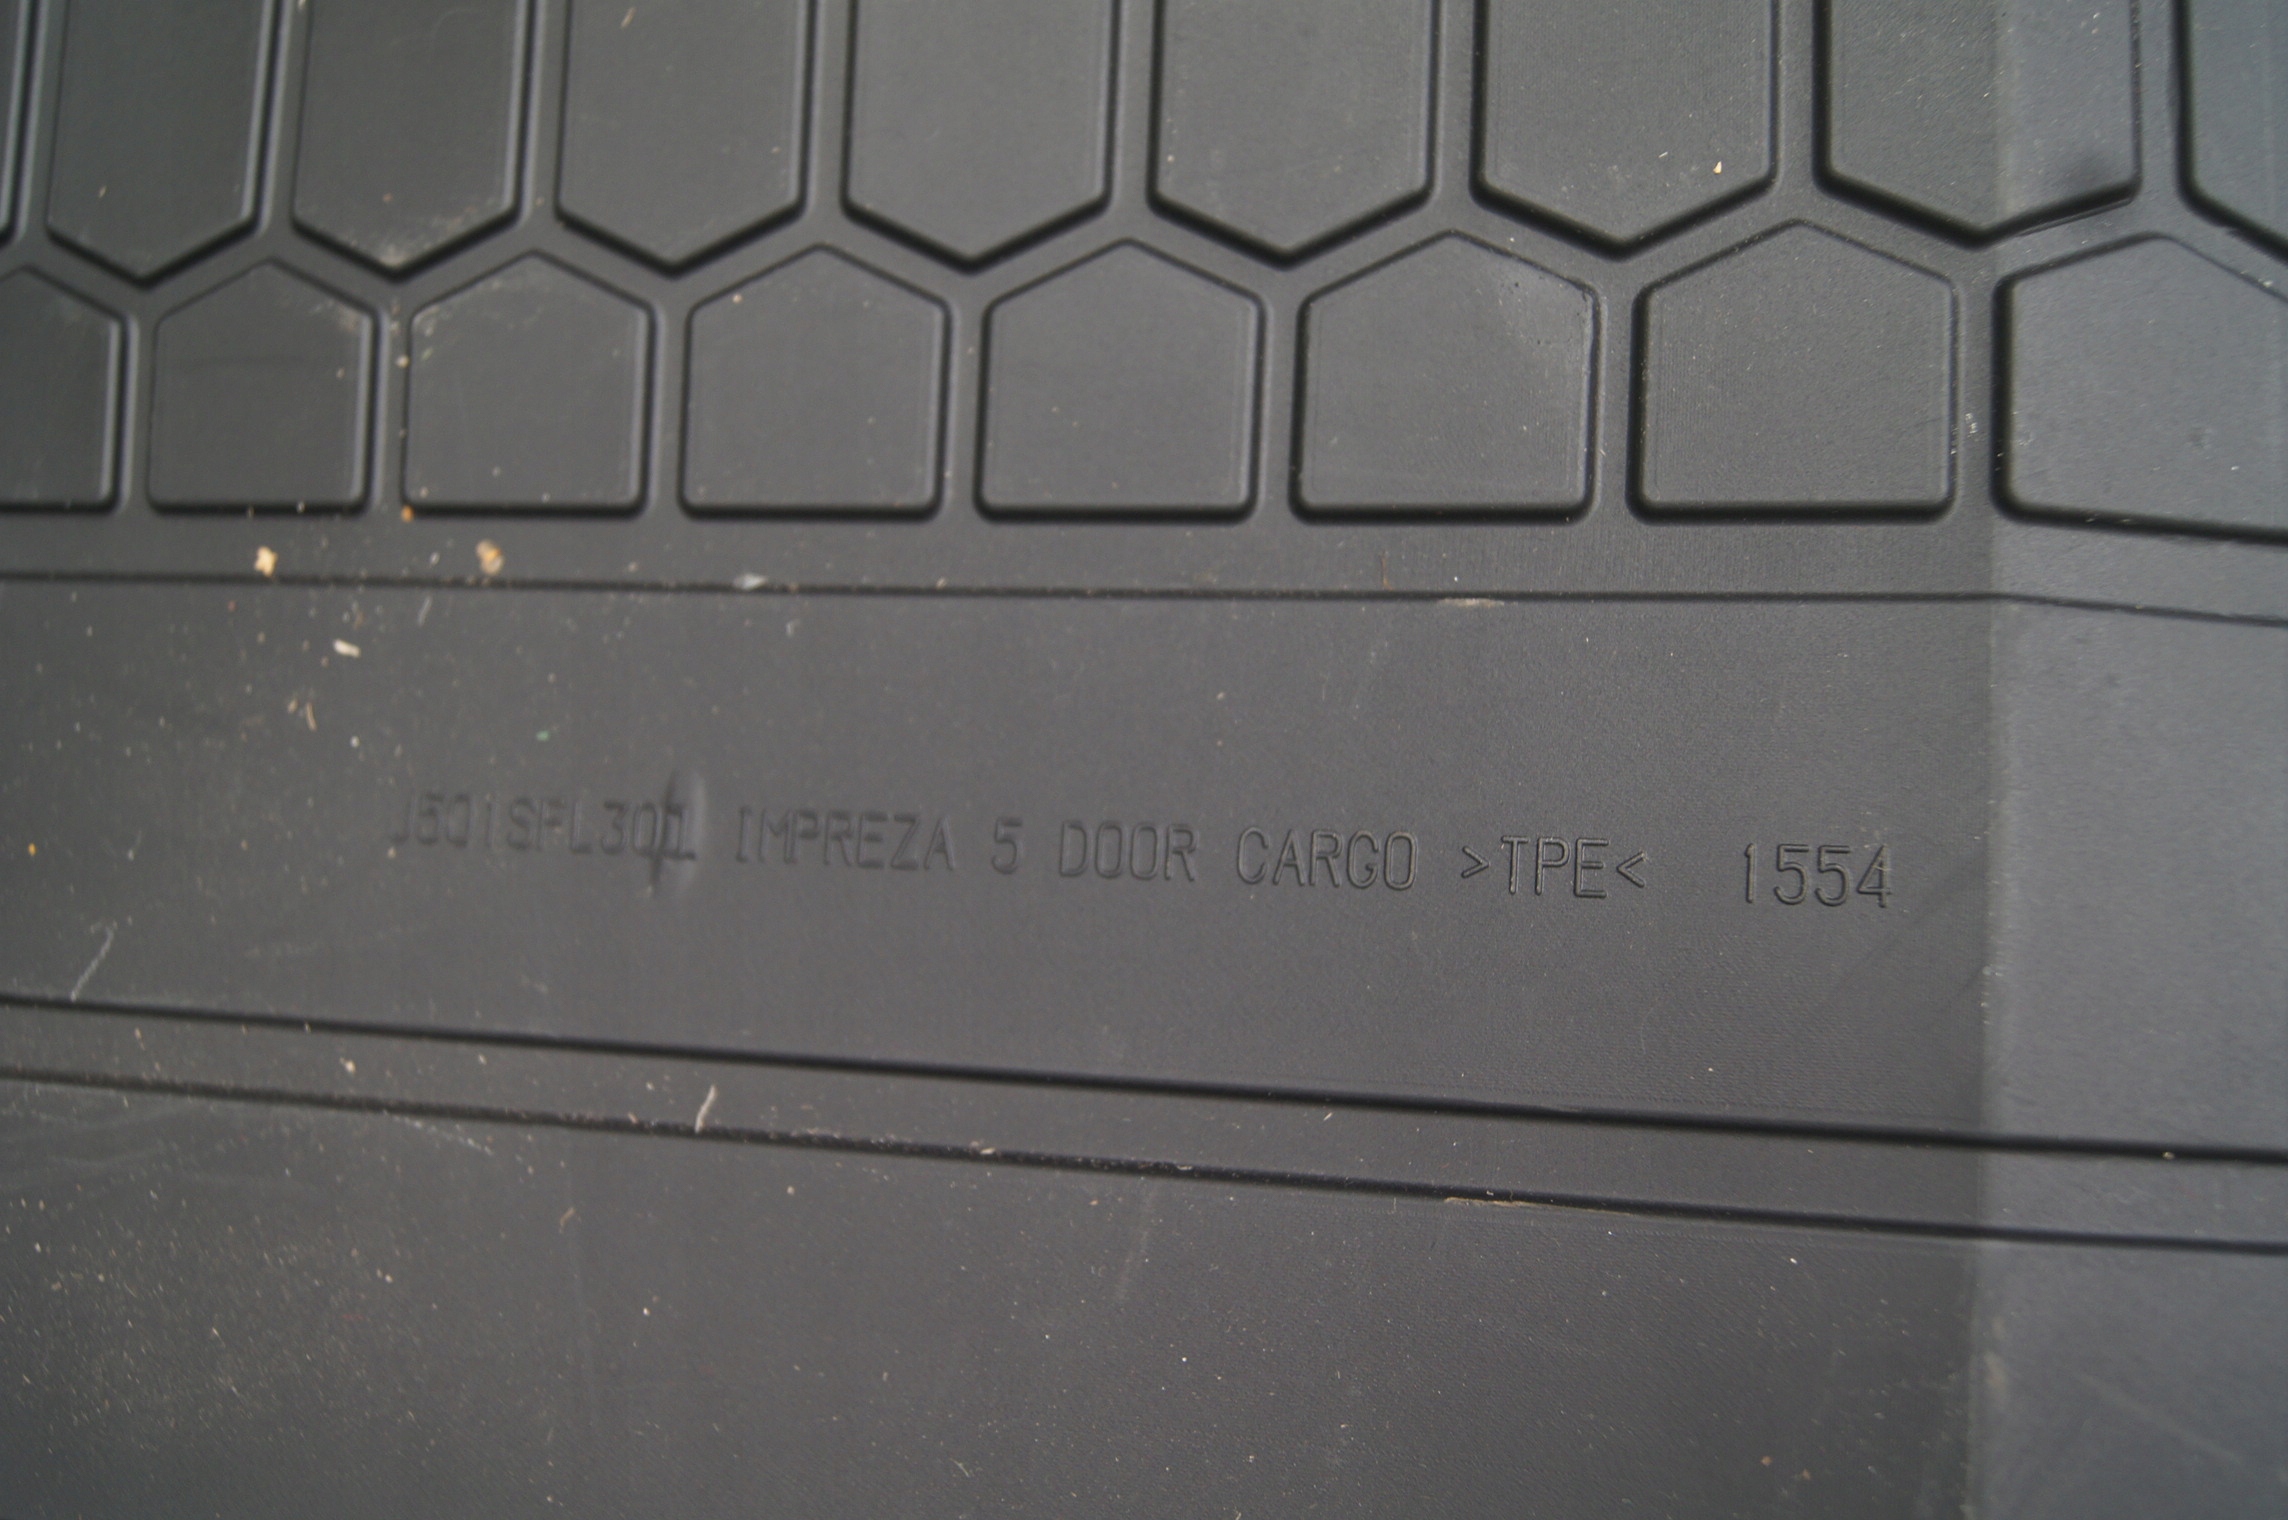 J501SFL301 IMPREZA 5 DOOR CARGO >TPE< 1554